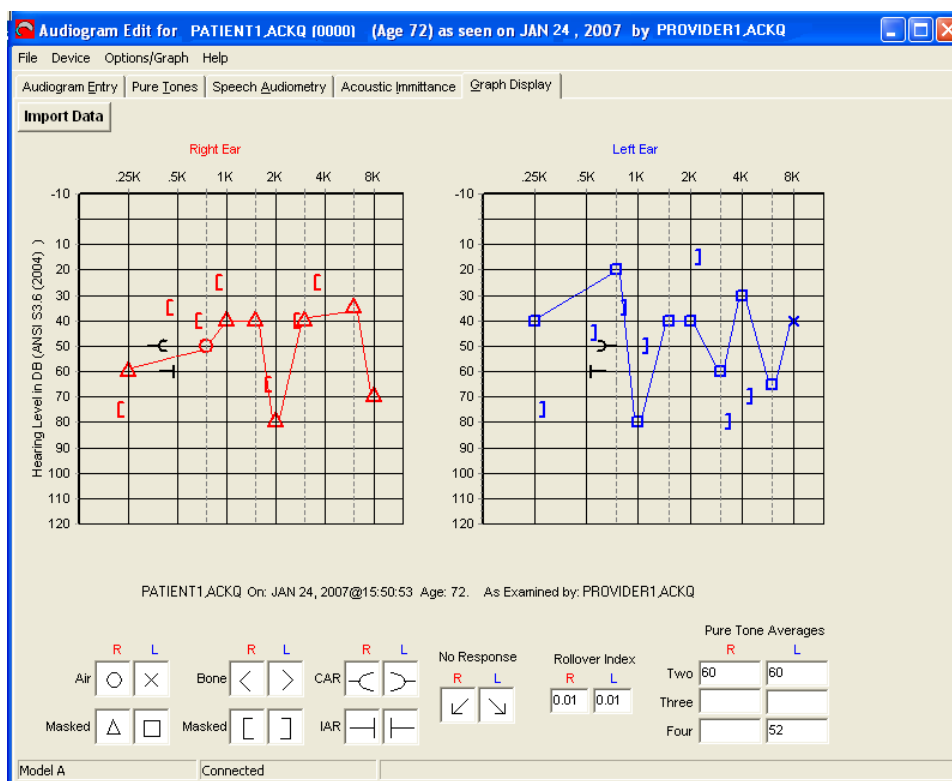 Audiogram Edit for PATIENT1,ACKQ (0000) (Age 72) as seen on JAN 24 , 2007 by PROVIDER1,ACKQ
File Device Options/Graph Help
Audiogram Entry Pure Tones Speech Audiometry Acoustic Immittance Graph Display
Import Data
Right Ear Left Ear
.25K .5K 1K 2K 4K 8K .25K .5K 1K 2K 4K 8K
-10 -10
10 10
20 20
30 30
40 40
50 50
60 60
70 70
80 80
90 90
100 100
110 110
120 120
Hearing Level in DB (ANSI S3.6 (2004) )
PATIENT1,ACKQ On: JAN 24, 2007@15:50:53 Age: 72. As Examined by: PROVIDER1,ACKQ
Pure Tone Averages
R L R L R L No Response Rollover Index R L
Air Bone CAR R L R L Two 60 60
0.01 0.01 Three
Masked Masked IAR Four 52
Model A Connected